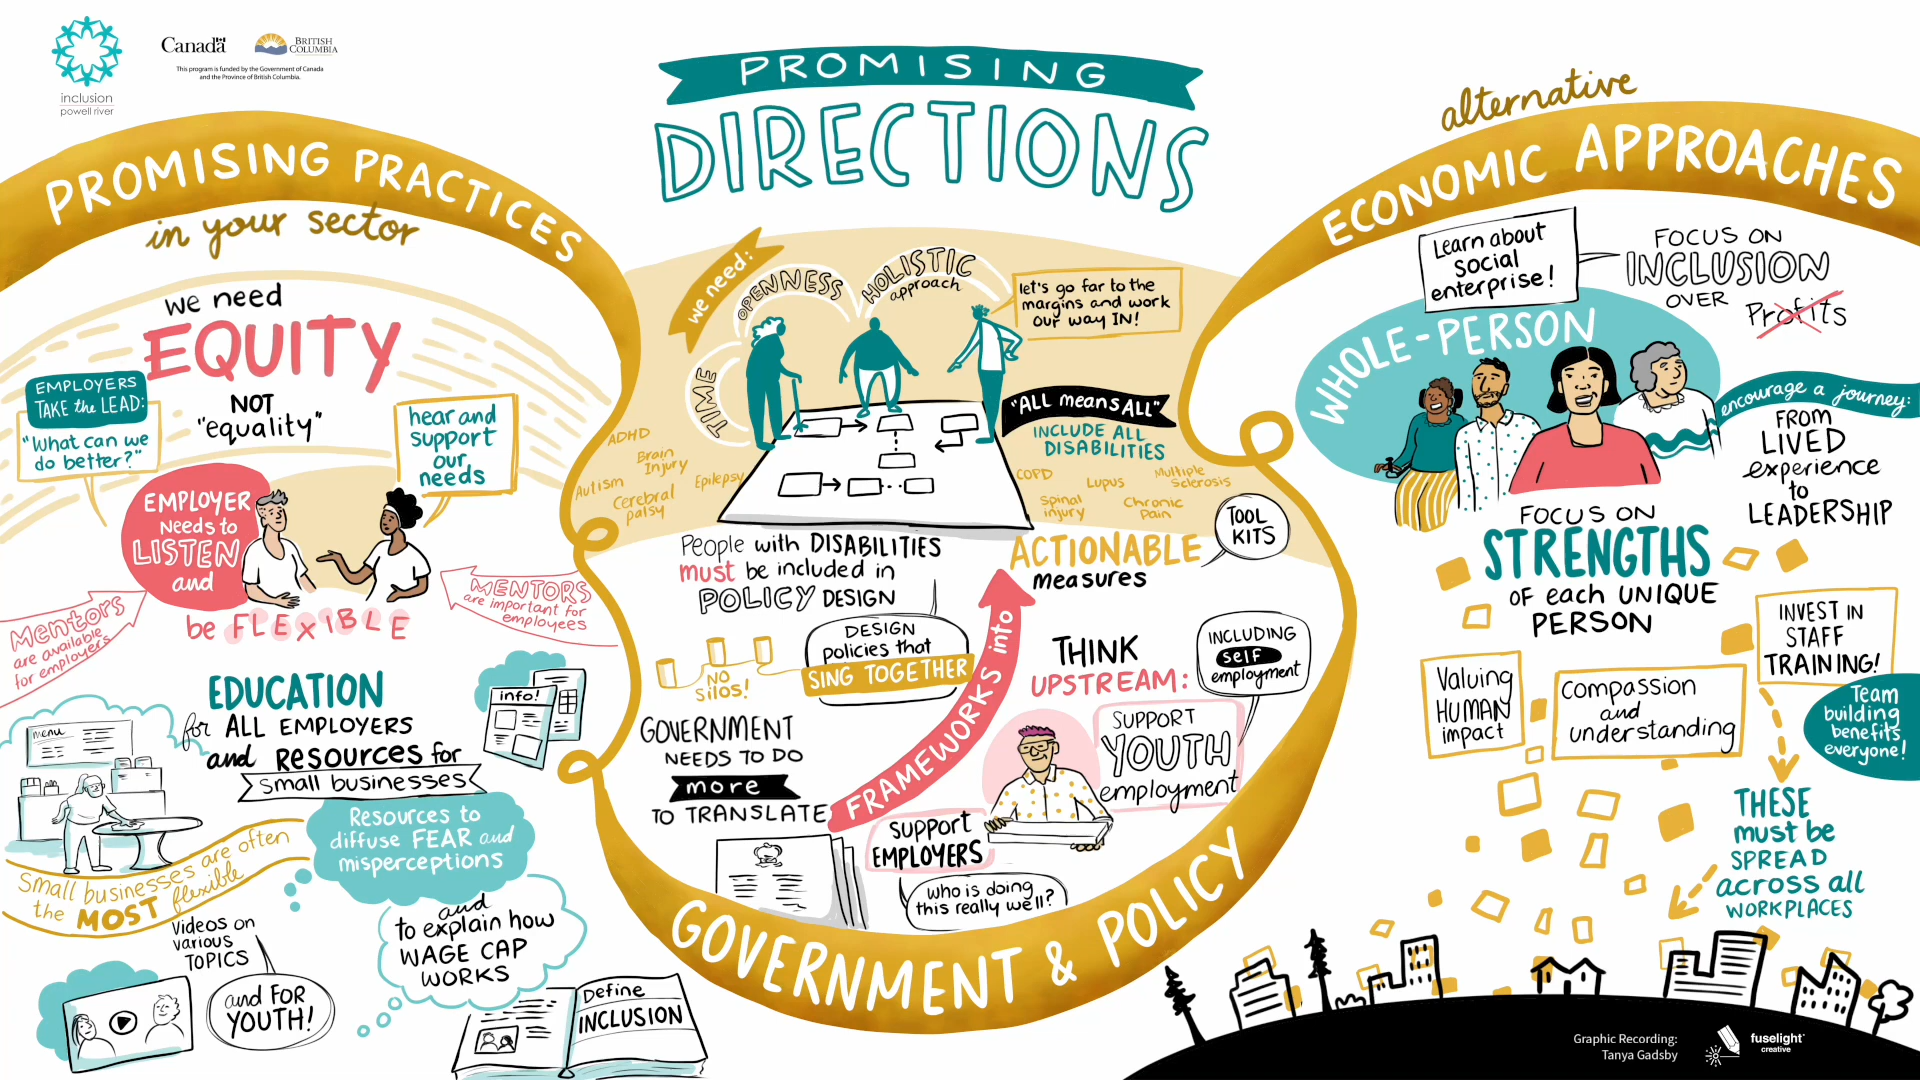 inclusion
powell river
Canada
BRITISH
COLUMBIA
This program is funded by the Government of Canada
and the Province of British Columbia.
PROMISING
DIRECTIONS
PROMISING PRACTICES
in your sector
we need
EQUITY
NOT
"equality"
EMPLOYERS
TAKE the LEAD:
"What can we
do better?"
hear and
support
our
needs
EMPLOYER
Needs to
LISTEN
and
be FLEXIBLE
Mentors
are available
for employers
MENTORS
are important for
employees
EDUCATION
for ALL EMPLOYERS
and RESOURCES for
Small businesses
menu
info!
Small businesses are often
the MOST flexible
Resources to
diffuse FEAR and
misperceptions
and
to explain how
WAGE CAP
WORKS
Videos on
various
TOPICS
and FOR
YOUTH!
Define
INCLUSION
we need:
TIME
OPENNESS
HOLISTIC
approach
let's go far to the
margins and work
our way IN!
"ALL means ALL"
INCLUDE ALL
DISABILITIES
ADHD
Brain
Injury
Autism
Cerebral
palsy
Epilepsy
COPD
Lupus
Multiple
Sclerosis
Spinal
injury
Chronic
Pain
People with DISABILITIES
must be included in
POLICY DESIGN
NO
SILOS!
DESIGN
policies that
SING TOGETHER
GOVERNMENT
NEEDS TO DO
more
TO TRANSLATE
FRAMEWORKS into
ACTIONABLE
measures
TOOL
KITS
THINK
UPSTREAM:
INCLUDING
self
employment
SUPPORT
YOUTH
employment
Support
EMPLOYERS
Who is doing
this really well?
GOVERNMENT & POLICY
alternative
ECONOMIC APPROACHES
Learn about
social
enterprise!
FOCUS ON
INCLUSION
OVER Profits
WHOLE-PERSON
encourage a journey:
FROM
LIVED
experience
to
LEADERSHIP
FOCUS ON
STRENGTHS
OF each UNIQUE
PERSON
Valuing
HUMAN
impact
Compassion
and
understanding
INVEST IN
STAFF
TRAINING!
Team
building
benefits
everyone!
THESE
must be
SPREAD
across all
WORKPLACES
Graphic Recording:
Tanya Gadsby
fuselight
creative